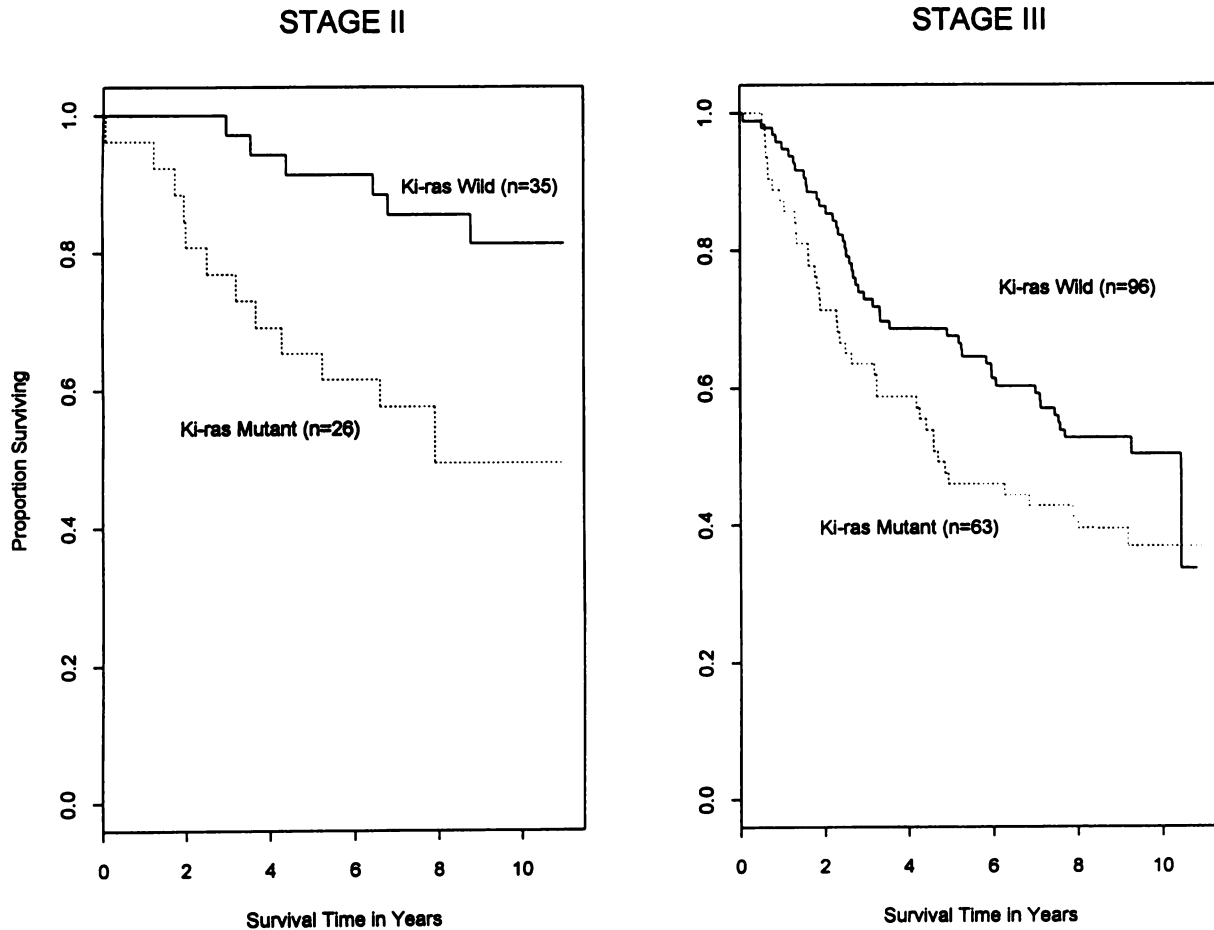 STAGE II
Proportion Surviving
1.0
0.8
0.6
0.4
0.2
0.0
Ki-ras Wild (n=35)
Ki-ras Mutant (n=26)
0 2 4 6 8 10
Survival Time in Years
STAGE III
1.0
0.8
0.6
0.4
0.2
0.0
Ki-ras Wild (n=96)
Ki-ras Mutant (n=63)
0 2 4 6 8 10
Survival Time in Years